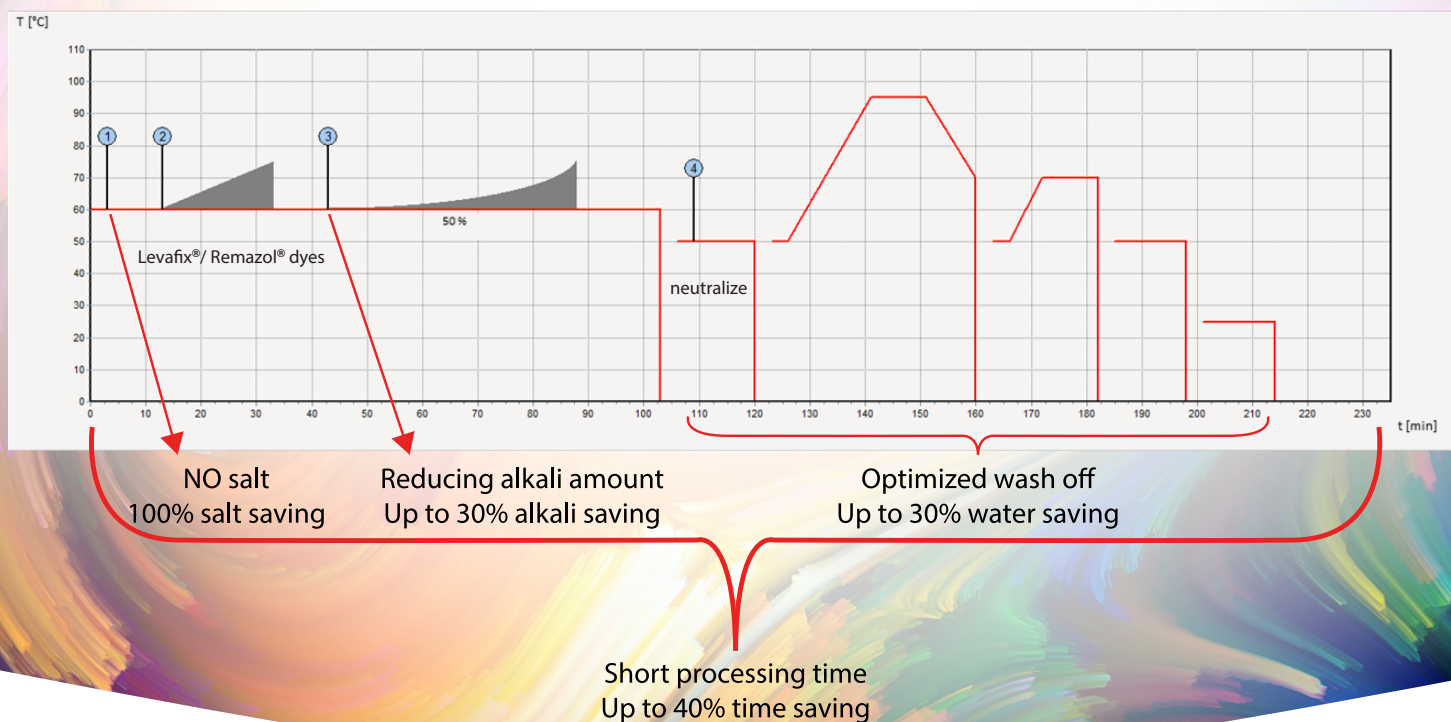 T [°C]
110
100
90
80
70
60
50
40
30
20
10
0
1
2
3
4
50 %
Levafix®/ Remazol® dyes
neutralize
0 10 20 30 40 50 60 70 80 90 100 110 120 130 140 150 160 170 180 190 200 210 220 230
t [min]
NO salt
100% salt saving
Reducing alkali amount
Up to 30% alkali saving
Optimized wash off
Up to 30% water saving
Short processing time
Up to 40% time saving